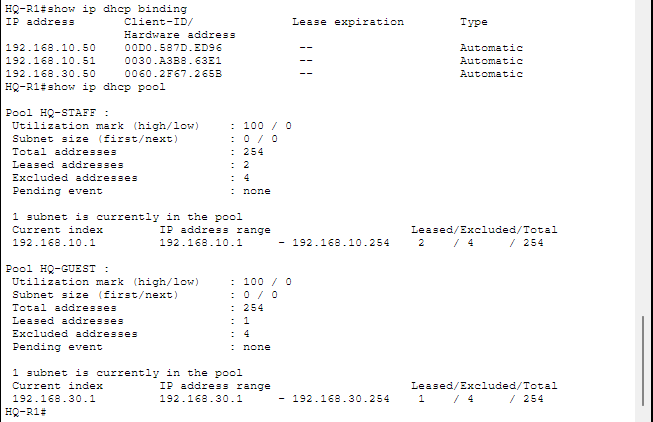 HQ-R1#show ip dhcp binding
IP address       Client-ID/              Lease expiration        Type
                 Hardware address
192.168.10.50    00D0.587D.ED96           --                     Automatic
192.168.10.51    0030.A3B8.63E1           --                     Automatic
192.168.30.50    0060.2F67.265B           --                     Automatic
HQ-R1#show ip dhcp pool

Pool HQ-STAFF :
 Utilization mark (high/low)    : 100 / 0
 Subnet size (first/next)       : 0 / 0
 Total addresses                : 254
 Leased addresses               : 2
 Excluded addresses             : 4
 Pending event                  : none

 1 subnet is currently in the pool
 Current index        IP address range                    Leased/Excluded/Total
 192.168.10.1         192.168.10.1     - 192.168.10.254    2    / 4     / 254

Pool HQ-GUEST :
 Utilization mark (high/low)    : 100 / 0
 Subnet size (first/next)       : 0 / 0
 Total addresses                : 254
 Leased addresses               : 1
 Excluded addresses             : 4
 Pending event                  : none

 1 subnet is currently in the pool
 Current index        IP address range                    Leased/Excluded/Total
 192.168.30.1         192.168.30.1     - 192.168.30.254    1    / 4     / 254
HQ-R1#